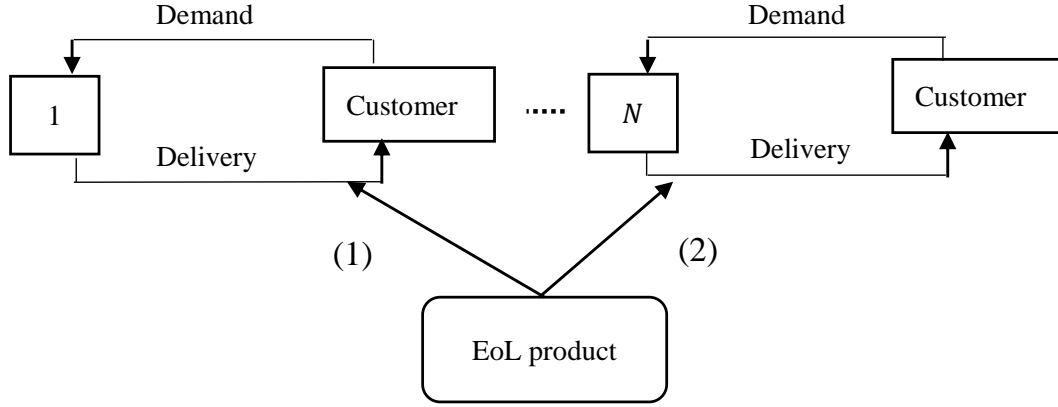 Demand
Demand
1
Customer
N
Customer
Delivery
Delivery
(1)
(2)
EoL product